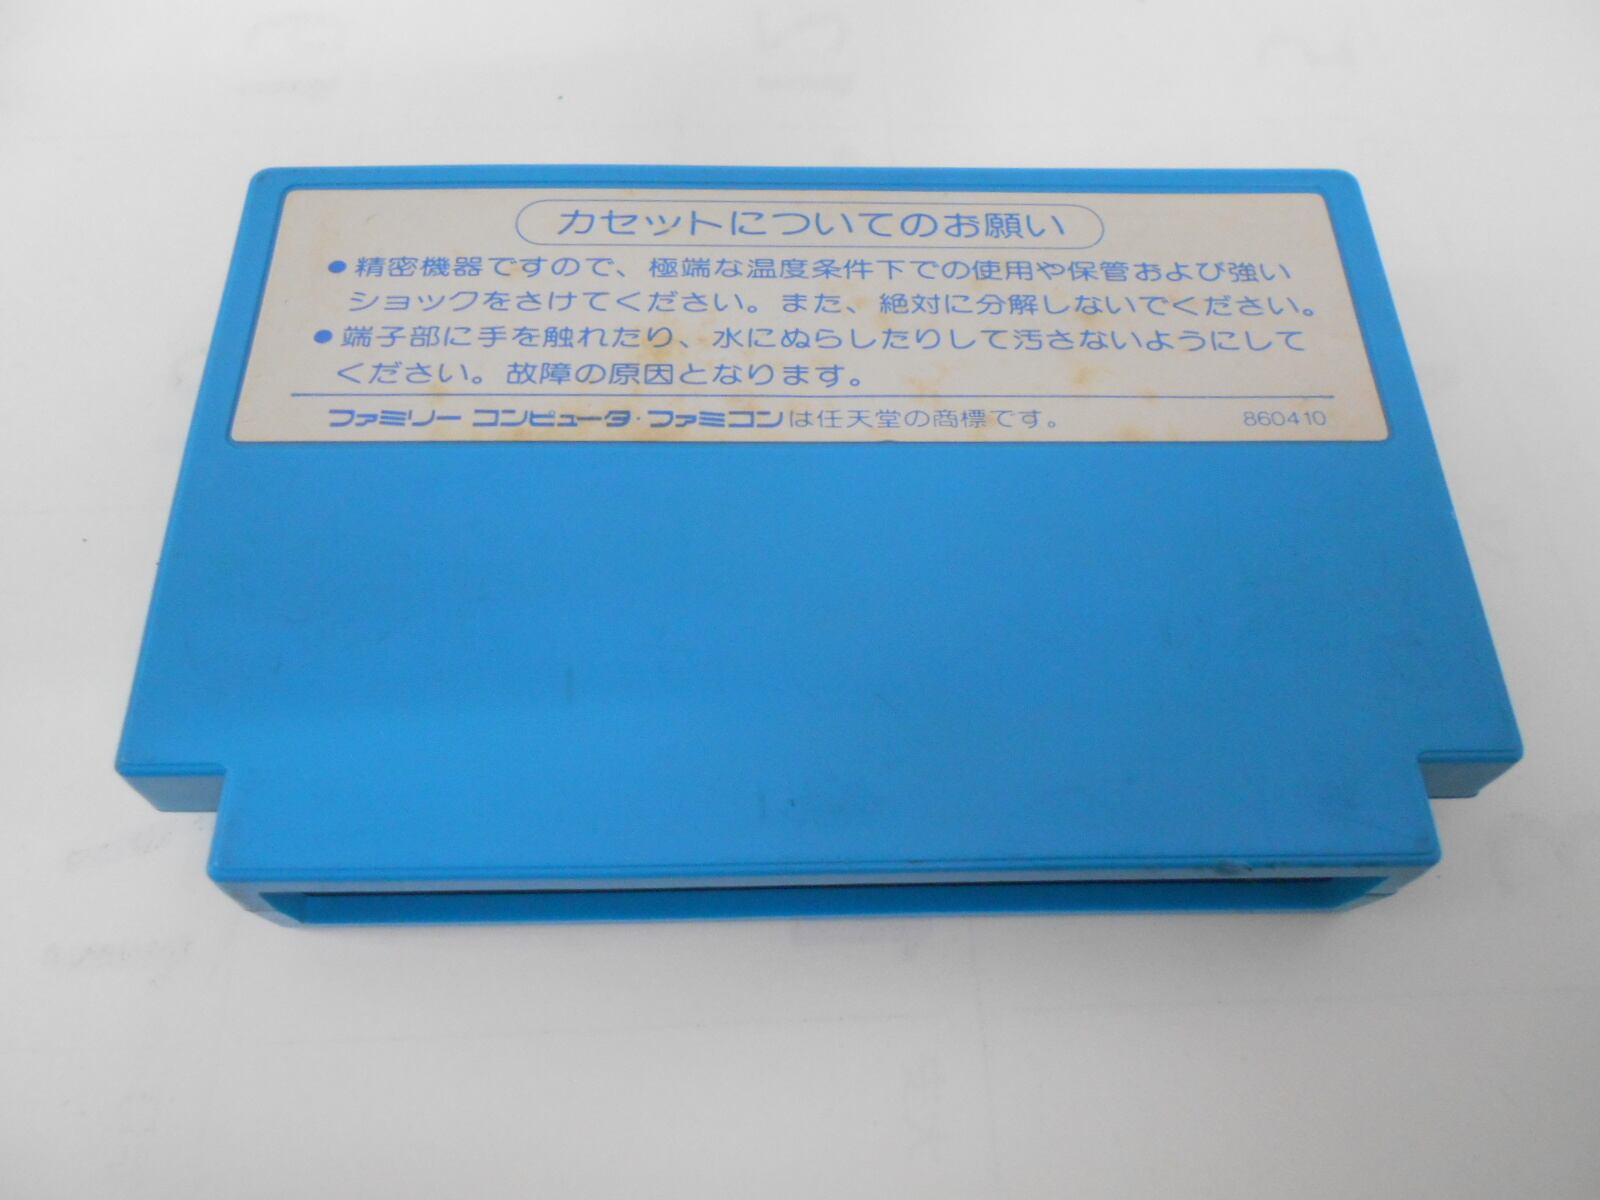 カセットについてのお願い
●精密機器ですので、極端な温度条件下での使用や保管および強い
ショックをさけてください。また、絶対に分解しないでください。
●端子部に手を触れたり、水にぬらしたりして汚さないようにして
ください。故障の原因となります。
ファミリー コンピュータ・ファミコンは任天堂の商標です。 860410